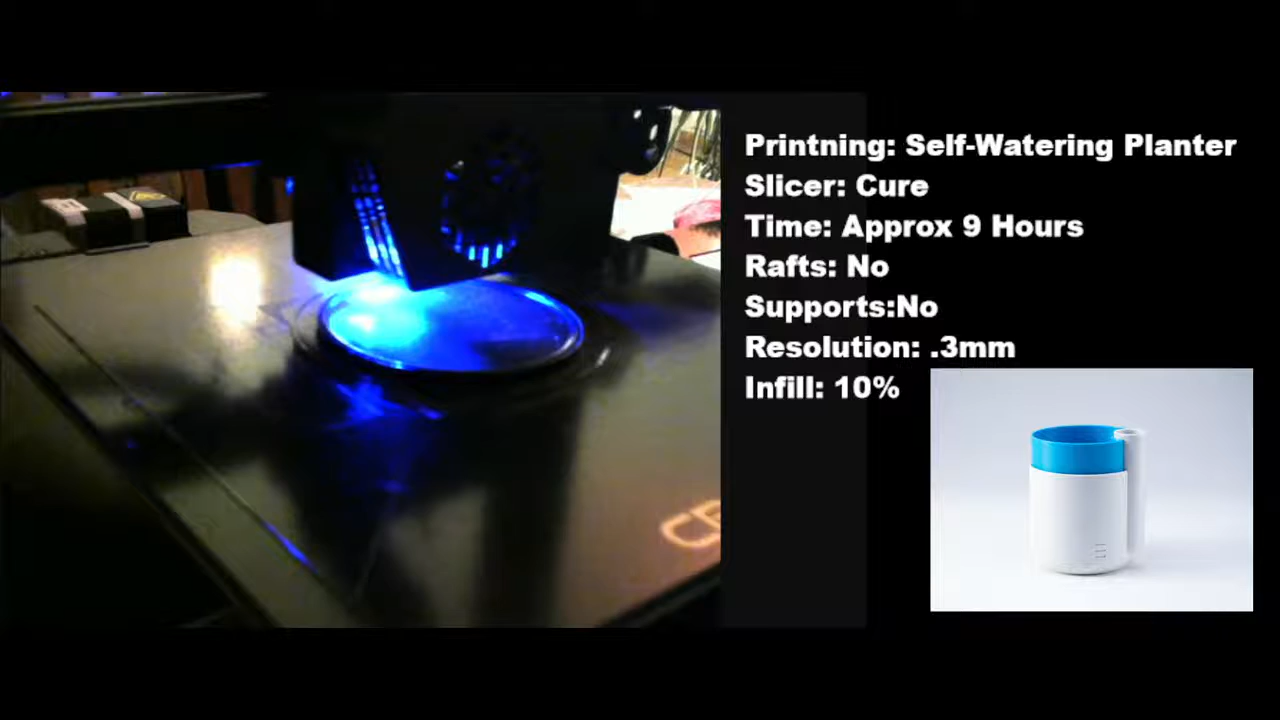 Printning: Self-Watering Planter
Slicer: Cure
Time: Approx 9 Hours
Rafts: No
Supports:No
Resolution: .3mm
Infill: 10%